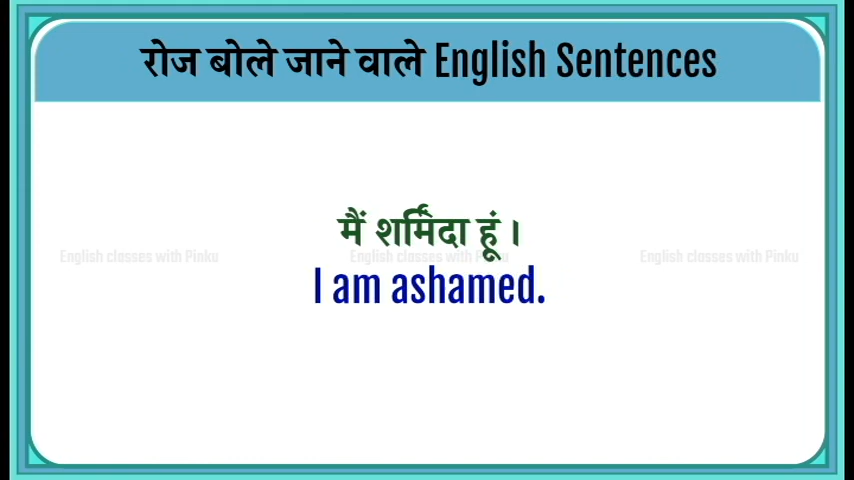 रोज बोले जाने वाले English Sentences
मैं शर्मिंदा हूं।
English classes with Pinku English classes with Pinku English classes with Pinku
I am ashamed.